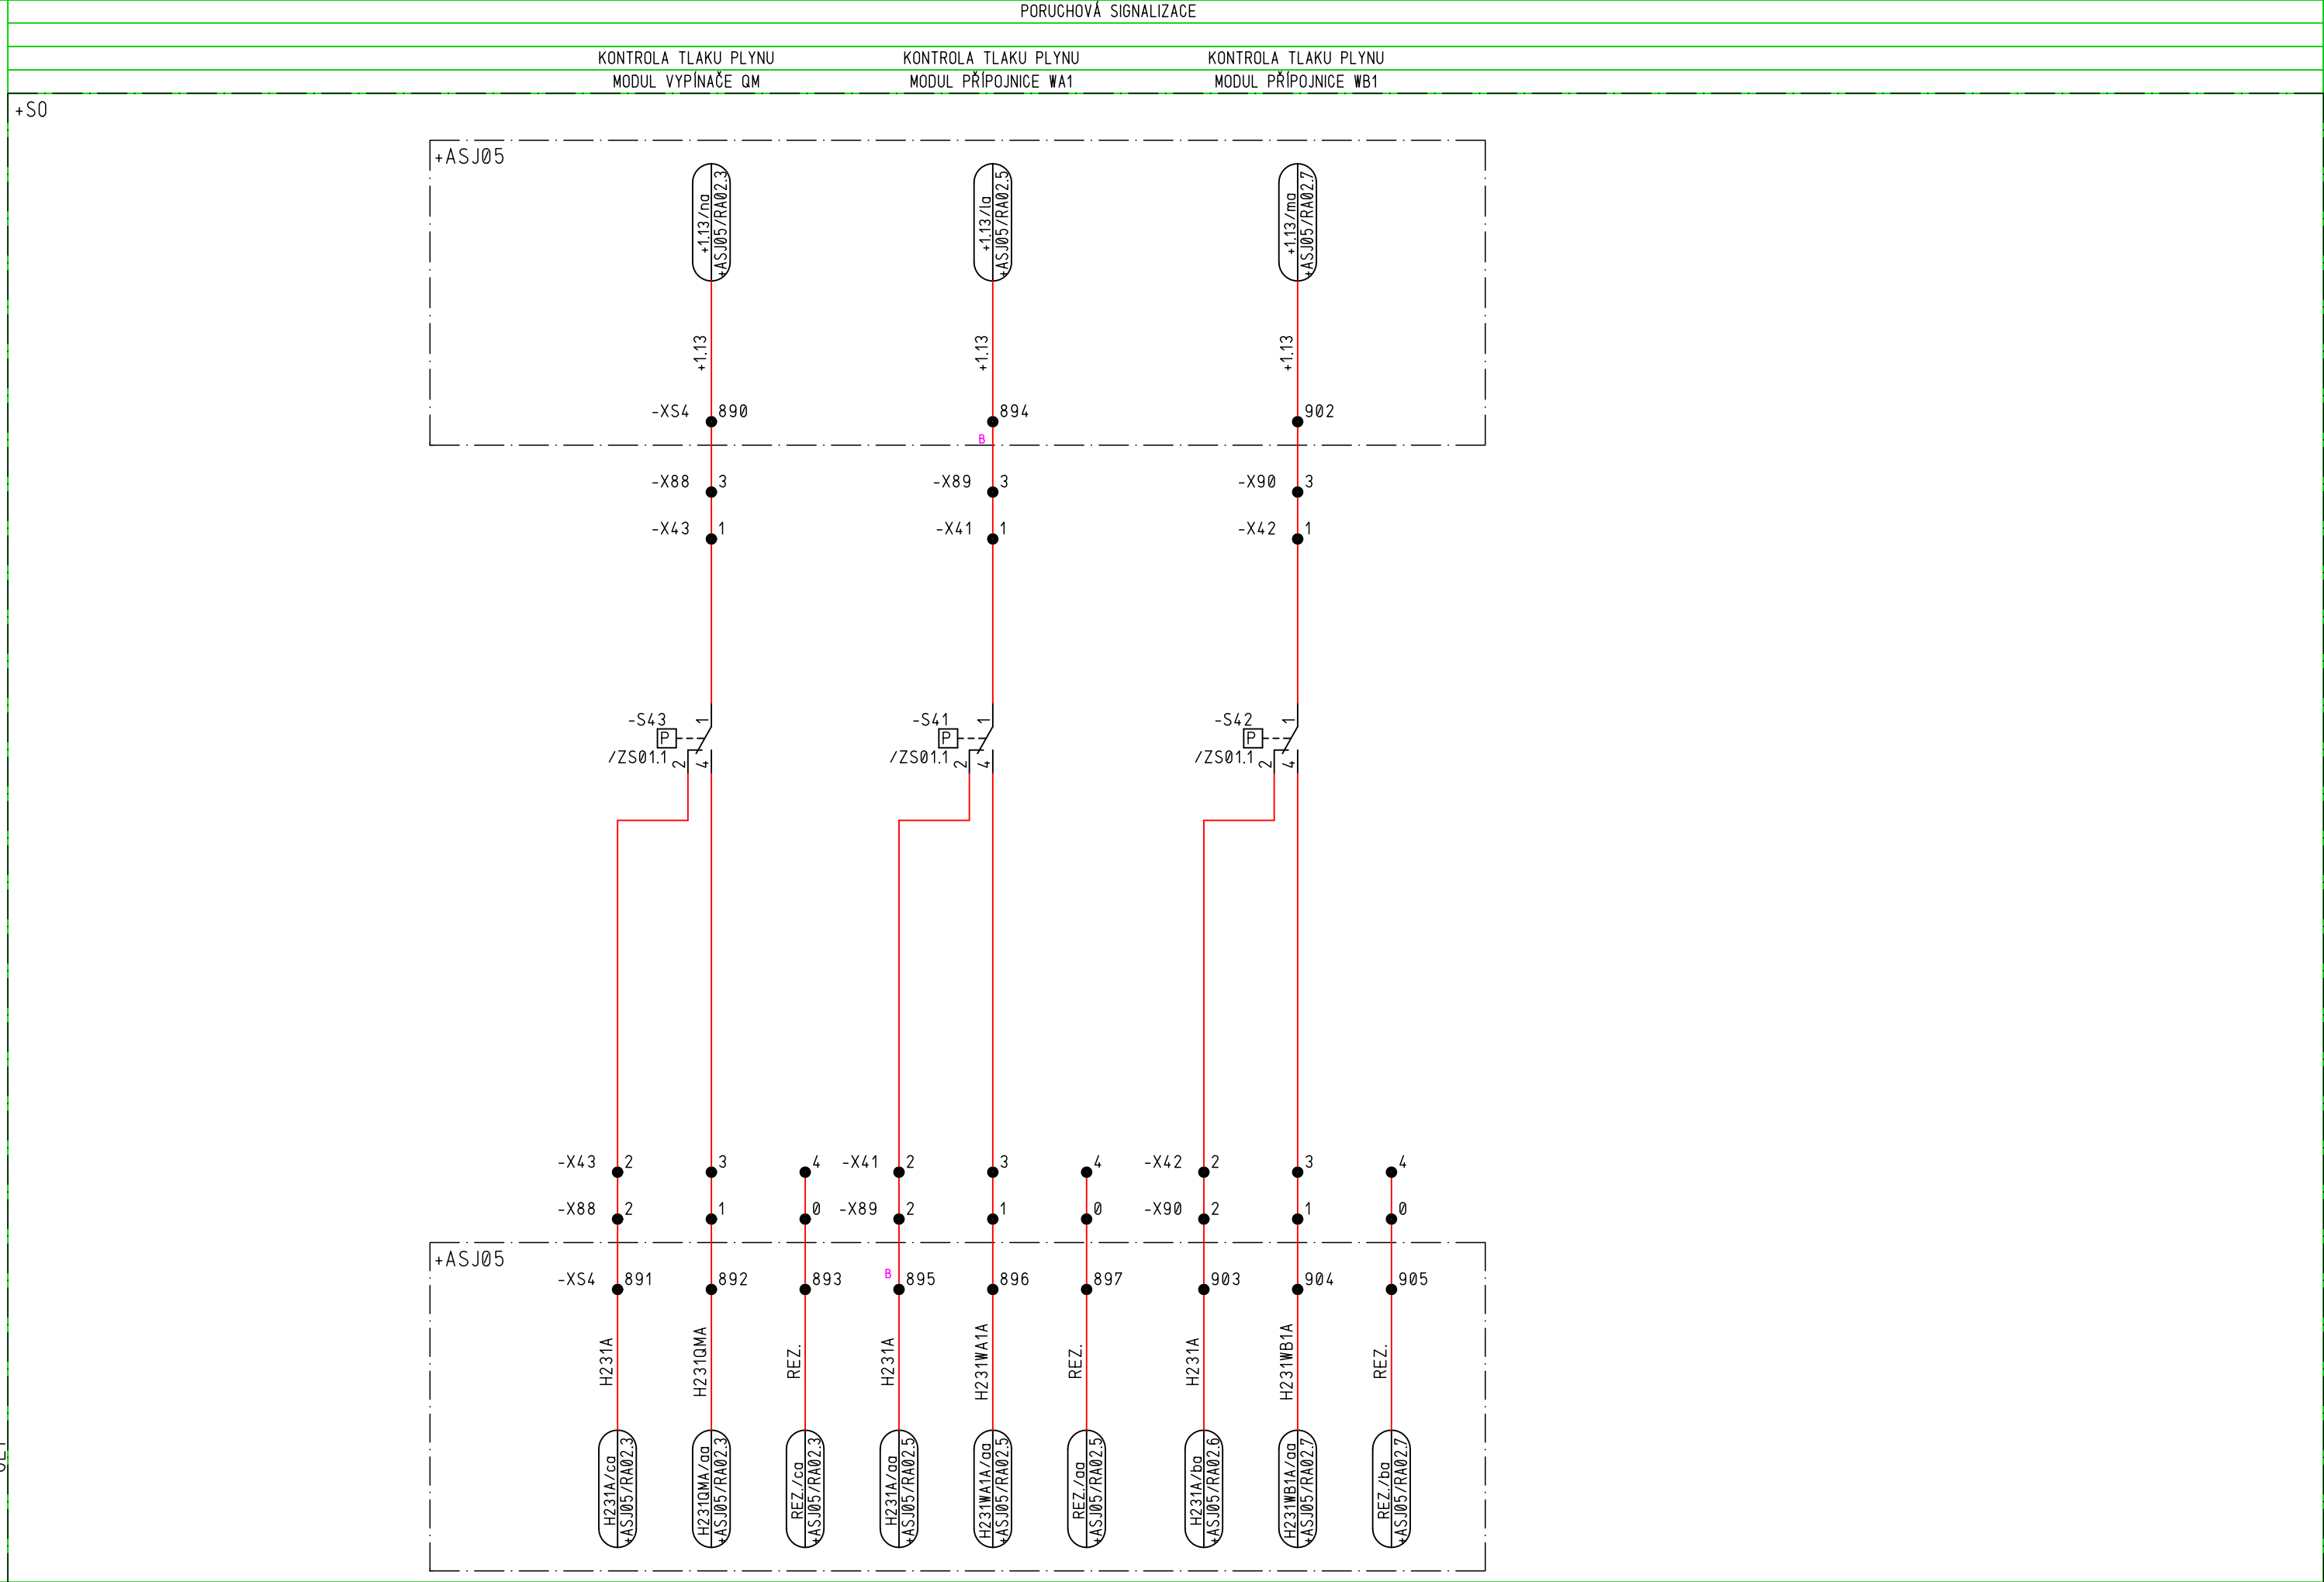 PORUCHOVÁ SIGNALIZACE
KONTROLA TLAKU PLYNU KONTROLA TLAKU PLYNU KONTROLA TLAKU PLYNU
MODUL VYPÍNAČE QM MODUL PŘÍPOJNICE WA1 MODUL PŘÍPOJNICE WB1
+S0
+ASJ05
+1.13/na +1.13/la +1.13/ma
+ASJ05/RA02.3 +ASJ05/RA02.5 +ASJ05/RA02.7
+1.13 +1.13 +1.13
-XS4 890 894 902
B
-X88 3 -X89 3 -X90 3
-X43 1 -X41 1 -X42 1
-S43 1 -S41 1 -S42 1
P P P
/ZS01.1 2 4 /ZS01.1 2 4 /ZS01.1 2 4
-X43 2 3 4 -X41 2 3 4 -X42 2 3 4
-X88 2 1 0 -X89 2 1 0 -X90 2 1 0
+ASJ05
B
-XS4 891 892 893 895 896 897 903 904 905
H231A H231QMA REZ. H231A H231WA1A REZ. H231A H231WB1A REZ.
H231A/ca H231QMA/aa REZ./ca H231A/aa H231WA1A/aa REZ./aa H231A/ba H231WB1A/aa REZ./ba
+ASJ05/RA02.3 +ASJ05/RA02.3 +ASJ05/RA02.3 +ASJ05/RA02.5 +ASJ05/RA02.5 +ASJ05/RA02.5 +ASJ05/RA02.6 +ASJ05/RA02.7 +ASJ05/RA02.7